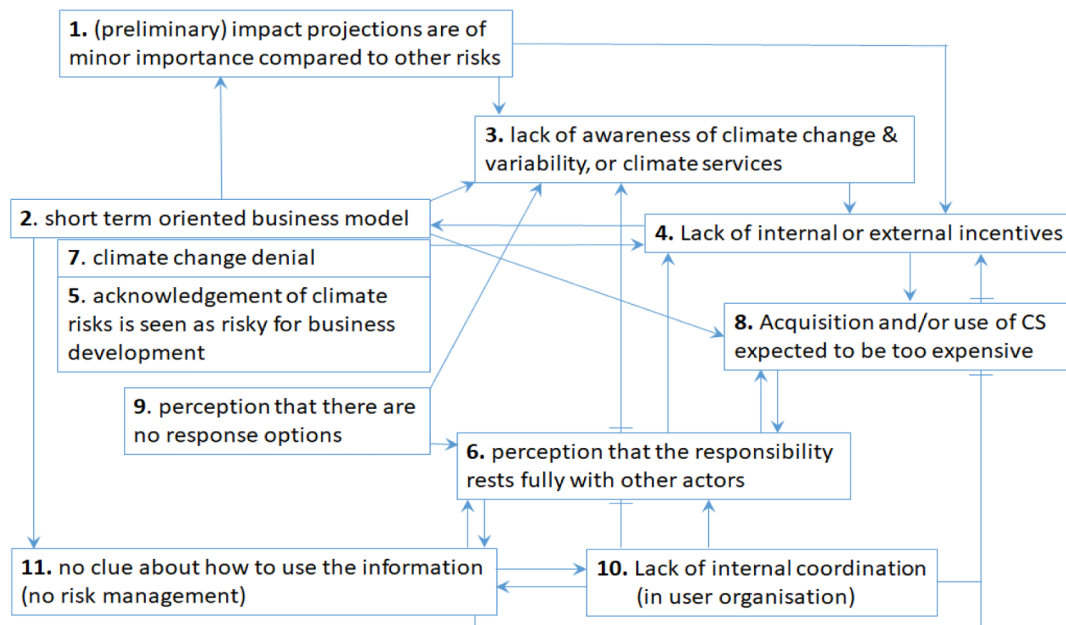 1. (preliminary) impact projections are of
minor importance compared to other risks
3. lack of awareness of climate change &
variability, or climate services
2. short term oriented business model
4. Lack of internal or external incentives
7. climate change denial
5. acknowledgement of climate
risks is seen as risky for business
development
8. Acquisition and/or use of CS
expected to be too expensive
9. perception that there are
no response options
6. perception that the responsibility
rests fully with other actors
11. no clue about how to use the information
(no risk management)
10. Lack of internal coordination
(in user organisation)